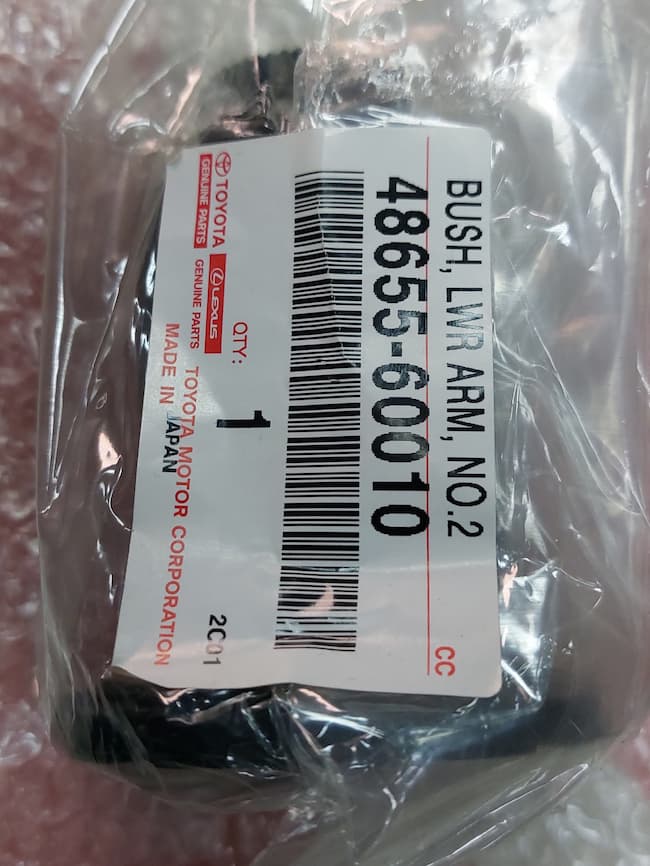 BUSH, LWR ARM, NO.2
CC
48655-60010
QTY:
1
2C01
TOYOTA
GENUINE PARTS
LEXUS
GENUINE PARTS
TOYOTA MOTOR CORPORATION
MADE IN JAPAN